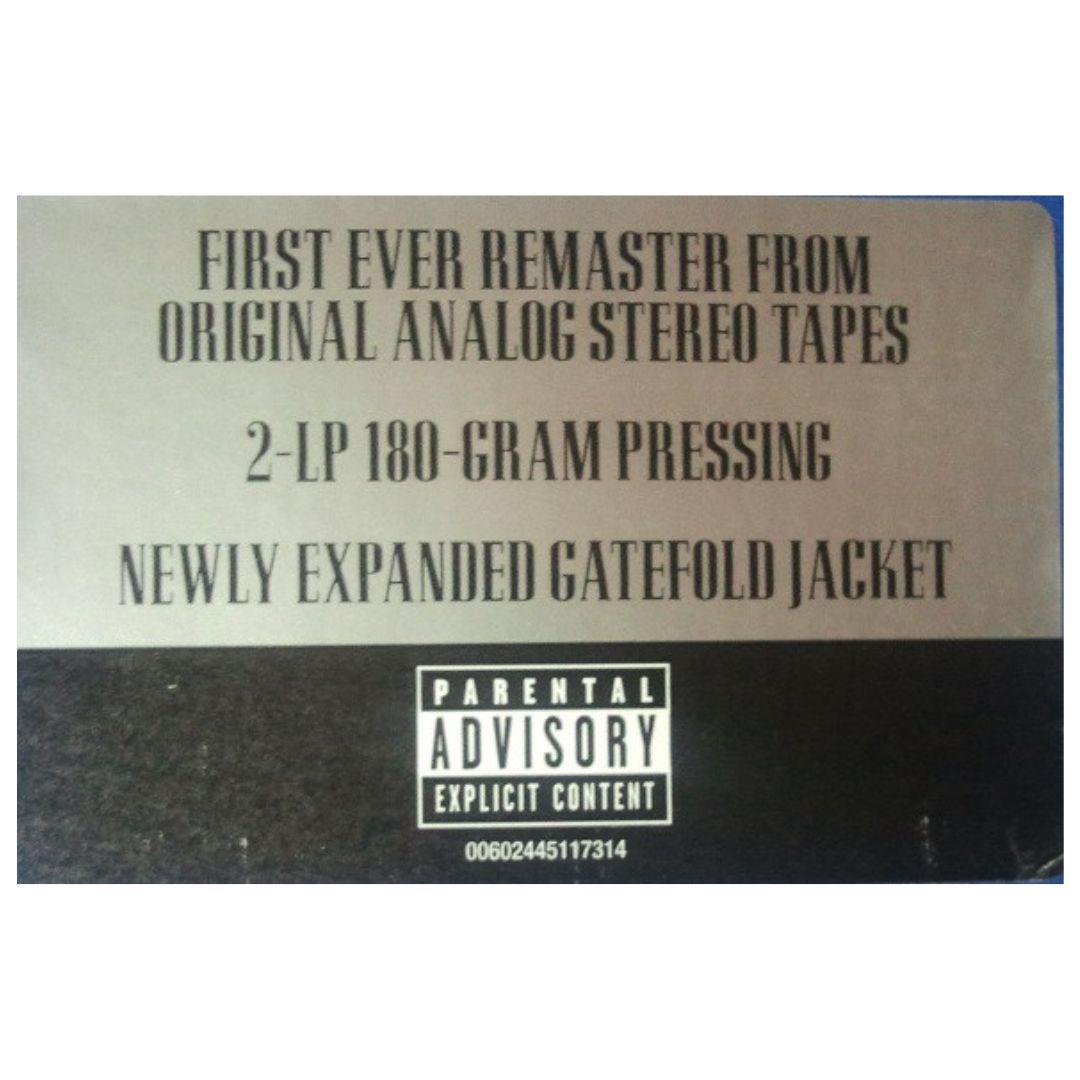 FIRST EVER REMASTER FROM
ORIGINAL ANALOG STEREO TAPES
2-LP 180-GRAM PRESSING
NEWLY EXPANDED GATEFOLD JACKET
PARENTAL
ADVISORY
EXPLICIT CONTENT
00602445117314